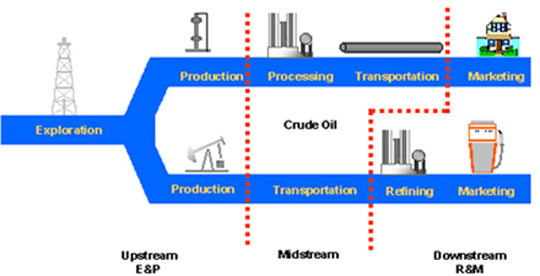 Production
Processing
Transportation
Marketing
Exploration
Crude Oil
Production
Transportation
Refining
Marketing
Upstream
E&P
Midstream
Downstream
R&M